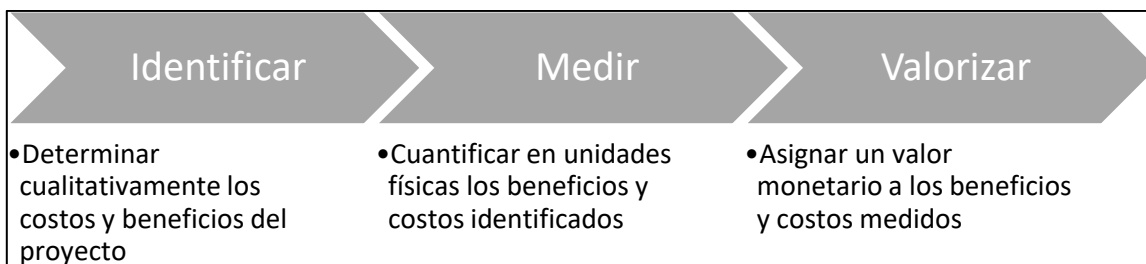 Identificar
Medir
Valorizar
•Determinar
cualitativamente los
costos y beneficios del
proyecto
•Cuantificar en unidades
físicas los beneficios y
costos identificados
•Asignar un valor
monetario a los beneficios
y costos medidos